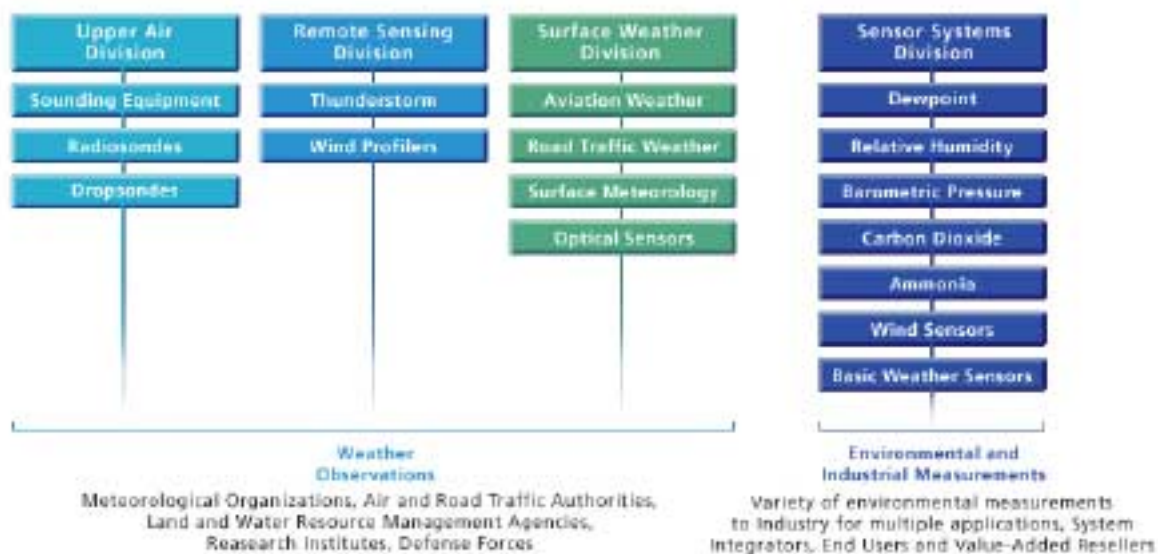 Upper Air
Division
Sounding Equipment
Radiosondes
Dropsondes
Remote Sensing
Division
Thunderstorm
Wind Profilers
Surface Weather
Division
Aviation Weather
Road Traffic Weather
Surface Meteorology
Optical Sensors
Sensor Systems
Division
Dewpoint
Relative Humidity
Barometric Pressure
Carbon Dioxide
Ammonia
Wind Sensors
Basic Weather Sensors
Weather
Observations
Meteorological Organizations, Air and Road Traffic Authorities,
Land and Water Resource Management Agencies,
Reasearch Institutes, Defense Forces
Environmental and
Industrial Measurements
Variety of environmental measurements
to Industry for multiple applications, System
Integrators, End Users and Value-Added Resellers